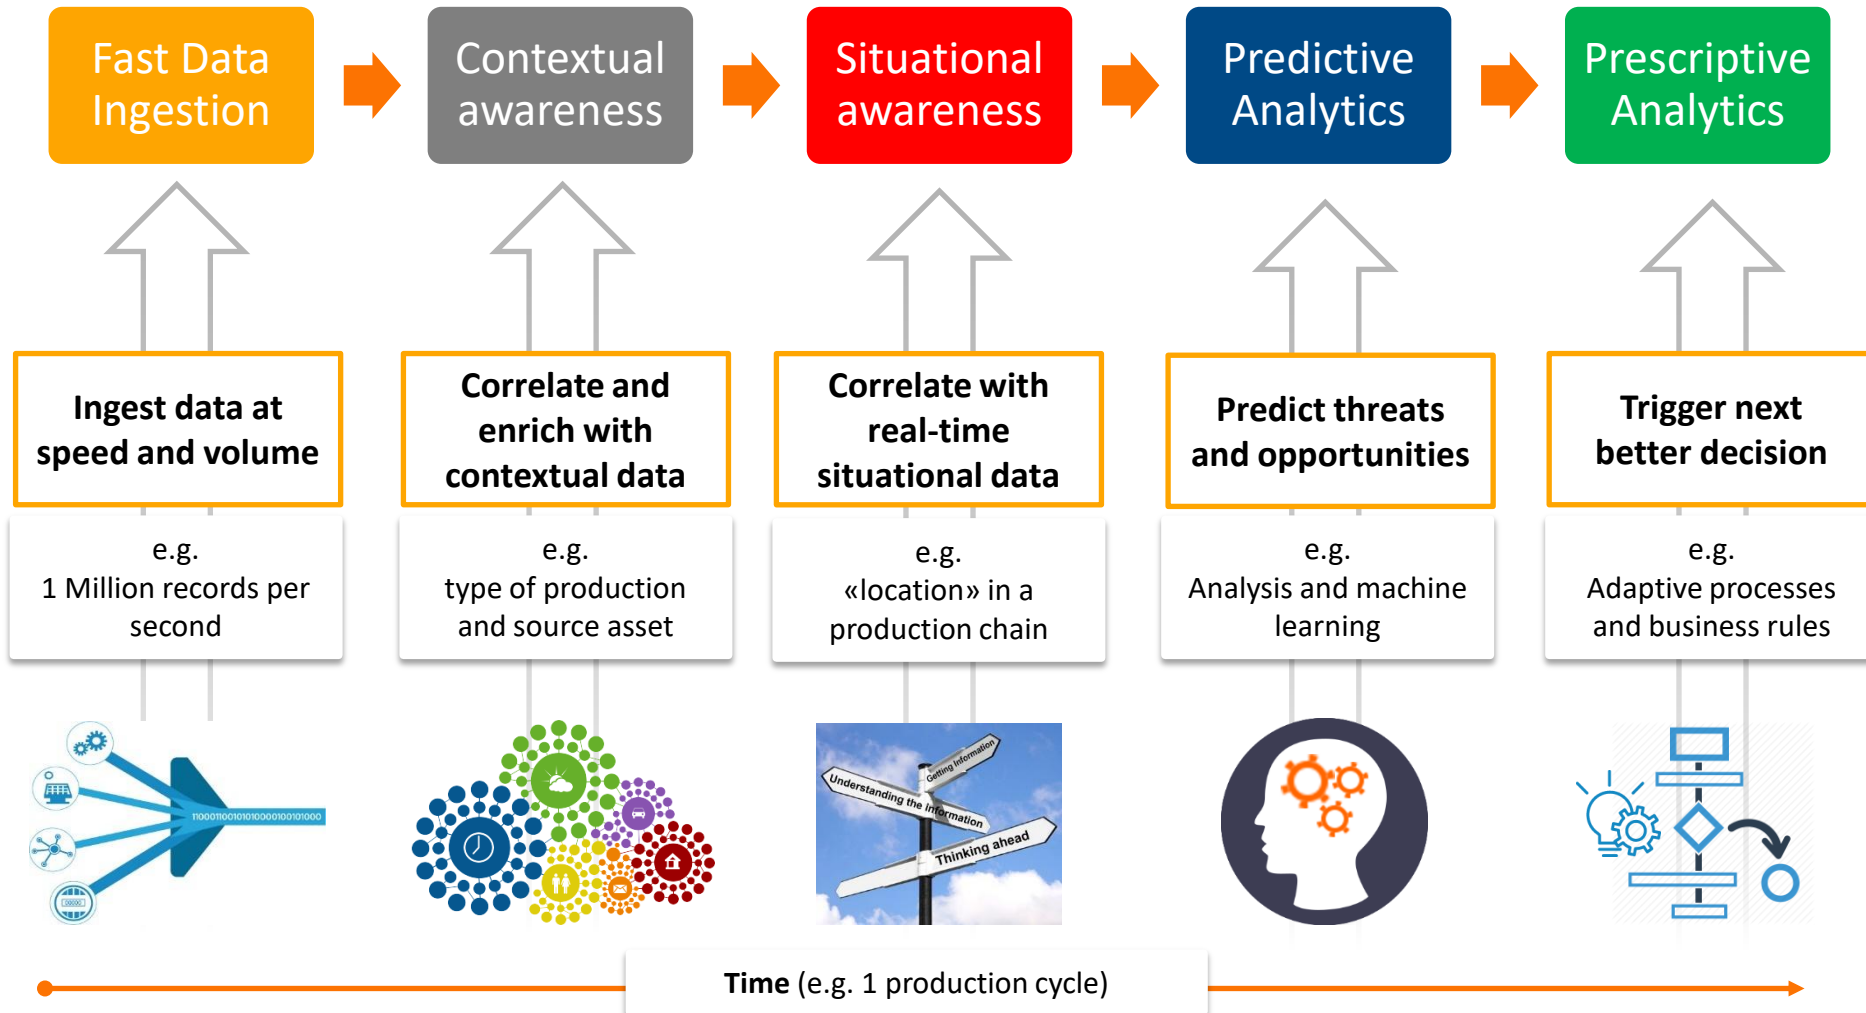 Fast Data
Ingestion
Contextual
awareness
Situational
awareness
Predictive
Analytics
Prescriptive
Analytics
Ingest data at
speed and volume
Correlate and
enrich with
contextual data
Correlate with
real-time
situational data
Predict threats
and opportunities
Trigger next
better decision
e.g.
1 Million records per
second
e.g.
type of production
and source asset
e.g.
«location» in a
production chain
e.g.
Analysis and machine
learning
e.g.
Adaptive processes
and business rules
Getting Information
Understanding the Information
Thinking ahead
Time (e.g. 1 production cycle)